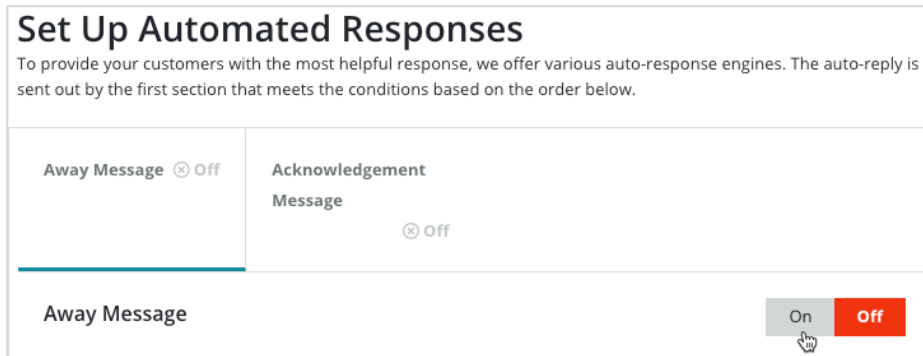 Set Up Automated Responses
To provide your customers with the most helpful response, we offer various auto-response engines. The auto-reply is
sent out by the first section that meets the conditions based on the order below.
Away Message Off
Acknowledgement
Message
Off
Away Message
On Off